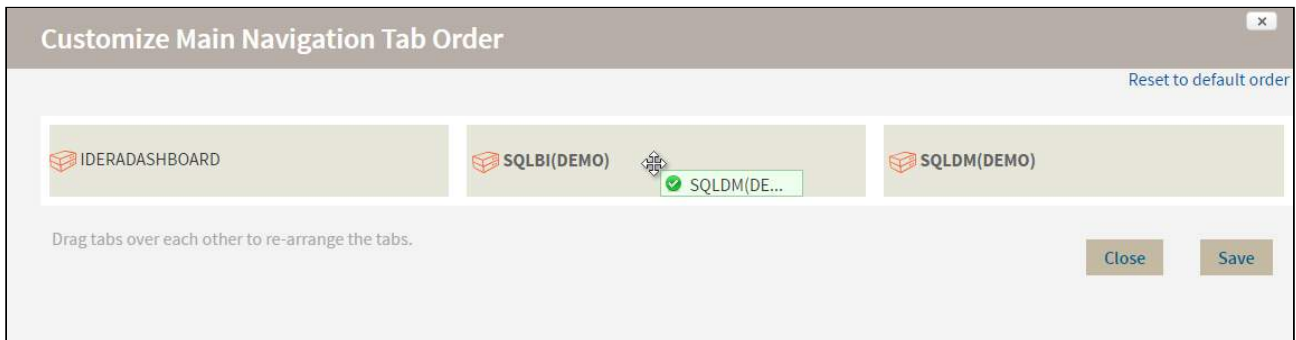 Customize Main Navigation Tab Order
Reset to default order
IDERADASHBOARD
SQLBI(DEMO)
SQLDM(DEMO)
SQLDM(DE...
Drag tabs over each other to re-arrange the tabs.
Close
Save